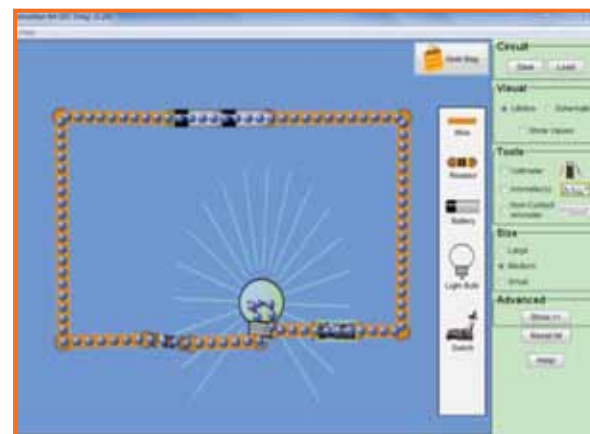 Grab Bag
Circuit
Save Load
Visual
Lifelike Schematic
Show Values
Tools
Voltmeter
Ammeter(s)
Non-Contact
Ammeter
Size
Large
Medium
Small
Advanced
Show >>
Reset All
Help!
Wire
Resistor
Battery
Light Bulb
Switch